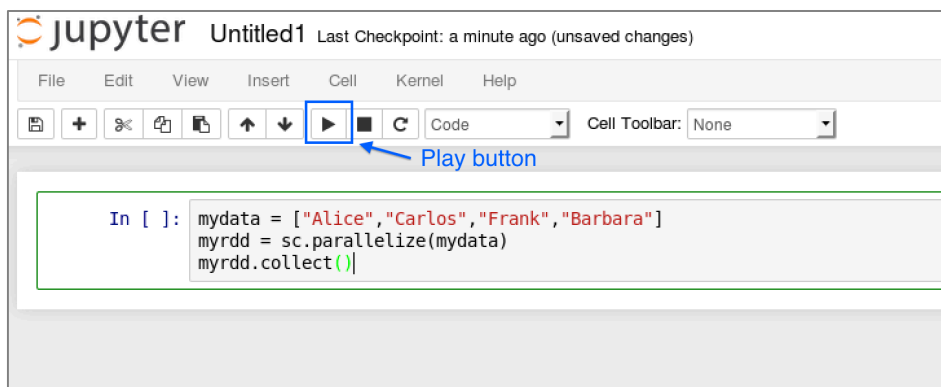 jupyter Untitled1 Last Checkpoint: a minute ago (unsaved changes)
File Edit View Insert Cell Kernel Help
Code Cell Toolbar: None
Play button
In [ ]: mydata = ["Alice","Carlos","Frank","Barbara"]
myrdd = sc.parallelize(mydata)
myrdd.collect()